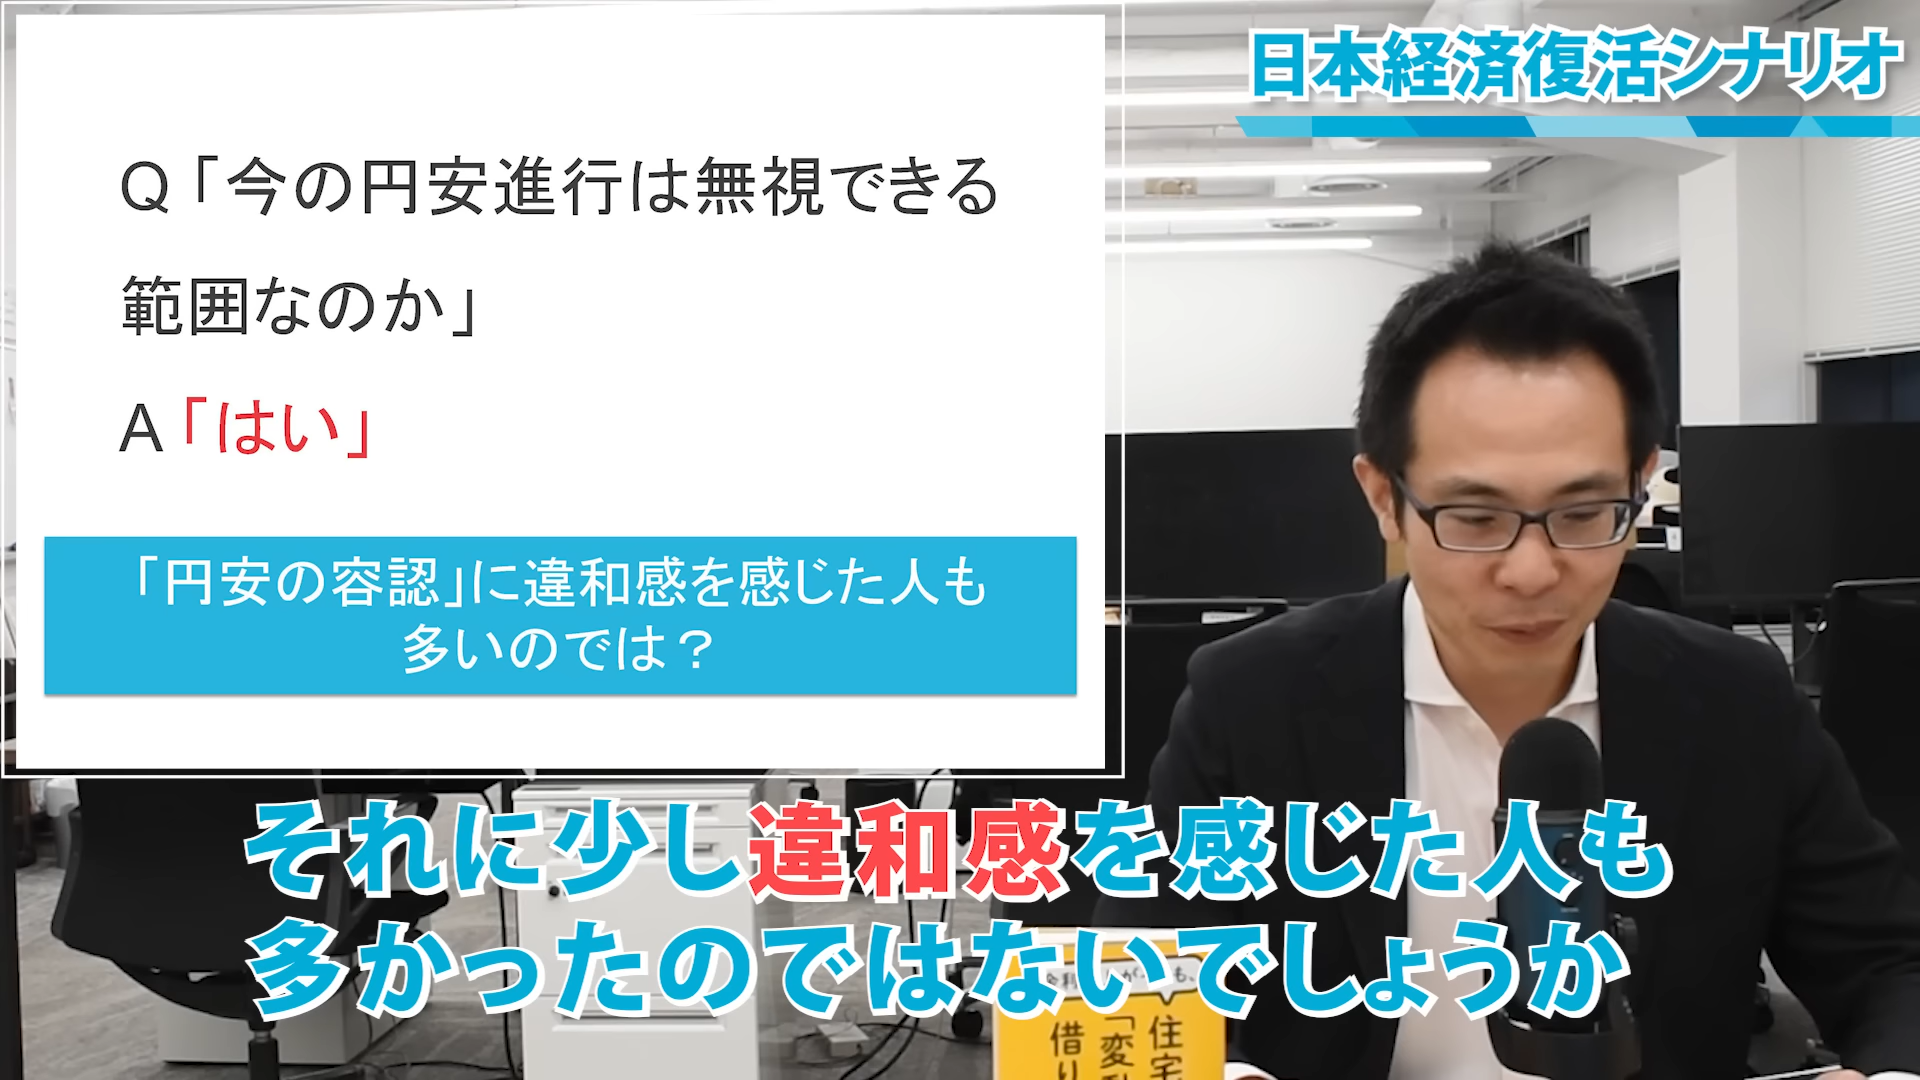 日本経済復活シナリオ
Q「今の円安進行は無視できる
範囲なのか」
A「はい」
「円安の容認」に違和感を感じた人も
多いのでは？
それに少し違和感を感じた人も
多かったのではないでしょうか
住宅
借り